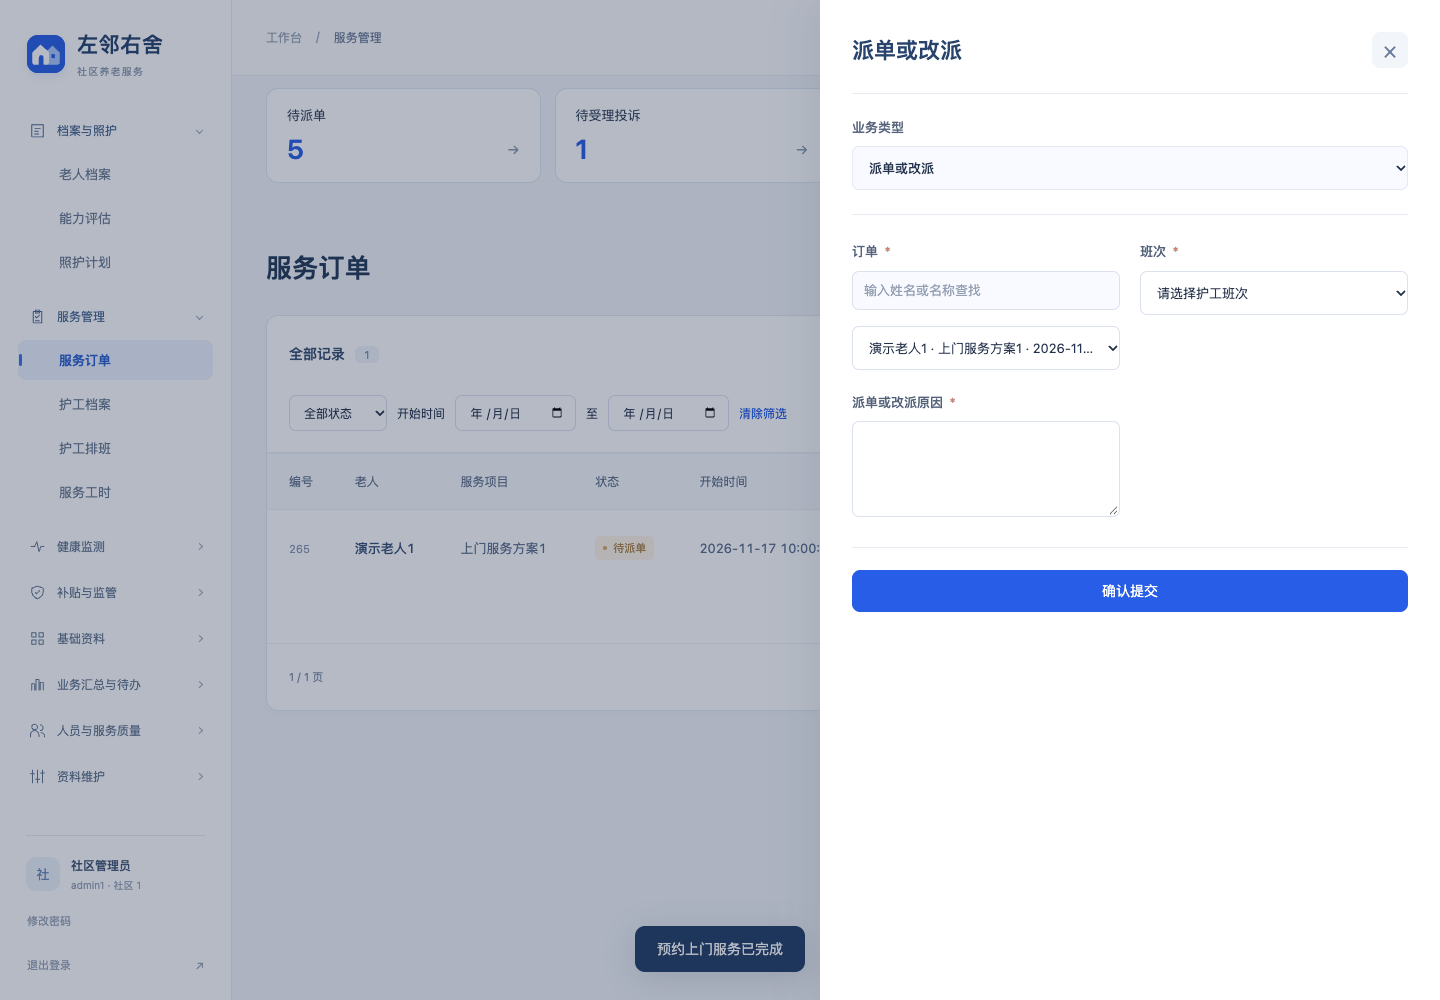 左邻右舍
社区养老服务
档案与照护
老人档案
能力评估
照护计划
服务管理
服务订单
护工档案
护工排班
服务工时
健康监测
补贴与监管
基础资料
业务汇总与待办
人员与服务质量
资料维护
社
社区管理员
admin1 · 社区 1
修改密码
退出登录
工作台 / 服务管理
待派单
5
待受理投诉
1
服务订单
全部记录 1
全部状态 开始时间 年 /月/日 至 年 /月/日 清除筛选
编号 老人 服务项目 状态 开始时间
265 演示老人1 上门服务方案1 待派单 2026-11-17 10:00:
1 / 1 页
预约上门服务已完成
派单或改派
业务类型
派单或改派
订单 *
输入姓名或名称查找
演示老人1 · 上门服务方案1 · 2026-11...
班次 *
请选择护工班次
派单或改派原因 *
确认提交